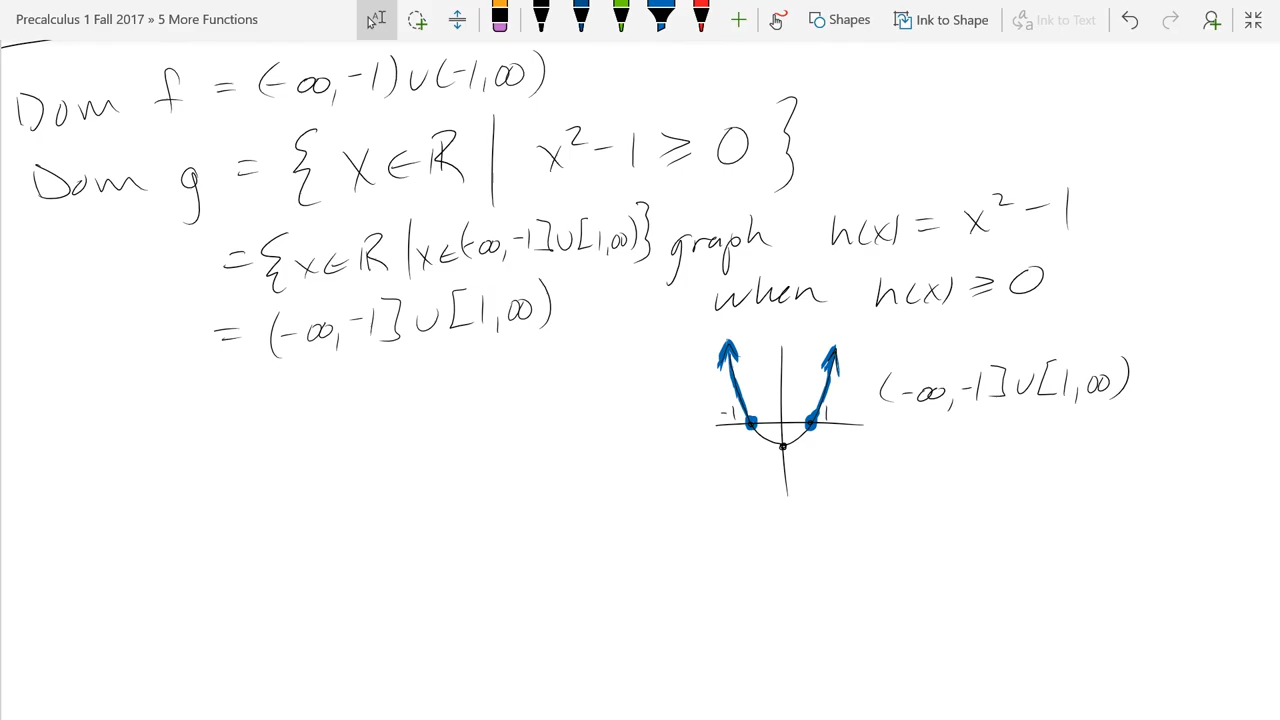 Precalculus 1 Fall 2017 » 5 More Functions
Shapes
Ink to Shape
Ink to Text
Dom f = (-∞,-1)∪(-1,∞)
Dom g = { x∈ℝ | x²-1 ≥ 0 }
= {x∈ℝ | x∈(-∞,-1]∪[1,∞)}
= (-∞,-1]∪[1,∞)
graph h(x) = x²-1
when h(x) ≥ 0
-1
1
(-∞,-1]∪[1,∞)